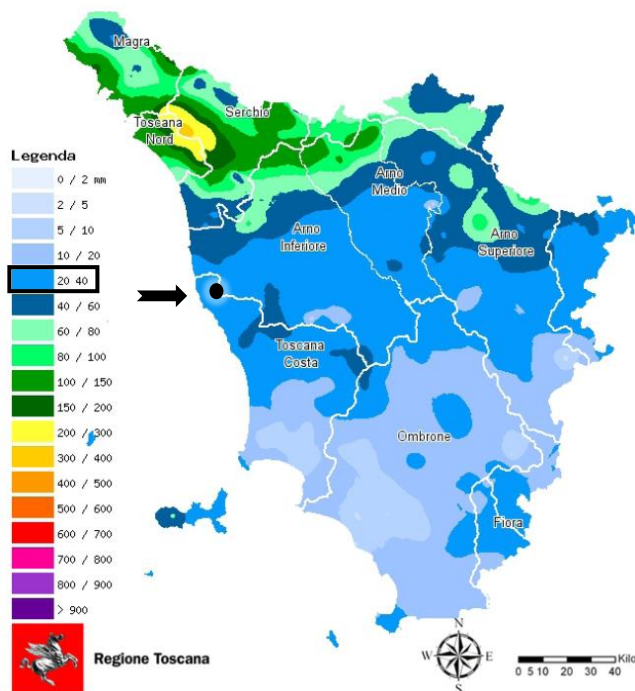 Magra
Serchio
Toscana
Nord
Arno
Medio
Arno
Inferiore
Arno
Superiore
Toscana
Costa
Ombrone
Fiora
Legenda
0 / 2 mm
2 / 5
5 / 10
10 / 20
20 40
40 / 60
60 / 80
80 / 100
100 / 150
150 / 200
200 / 300
300 / 400
400 / 500
500 / 600
600 / 700
700 / 800
800 / 900
> 900
Regione Toscana
N
W E
S
Kilo
0 5 10 20 30 40